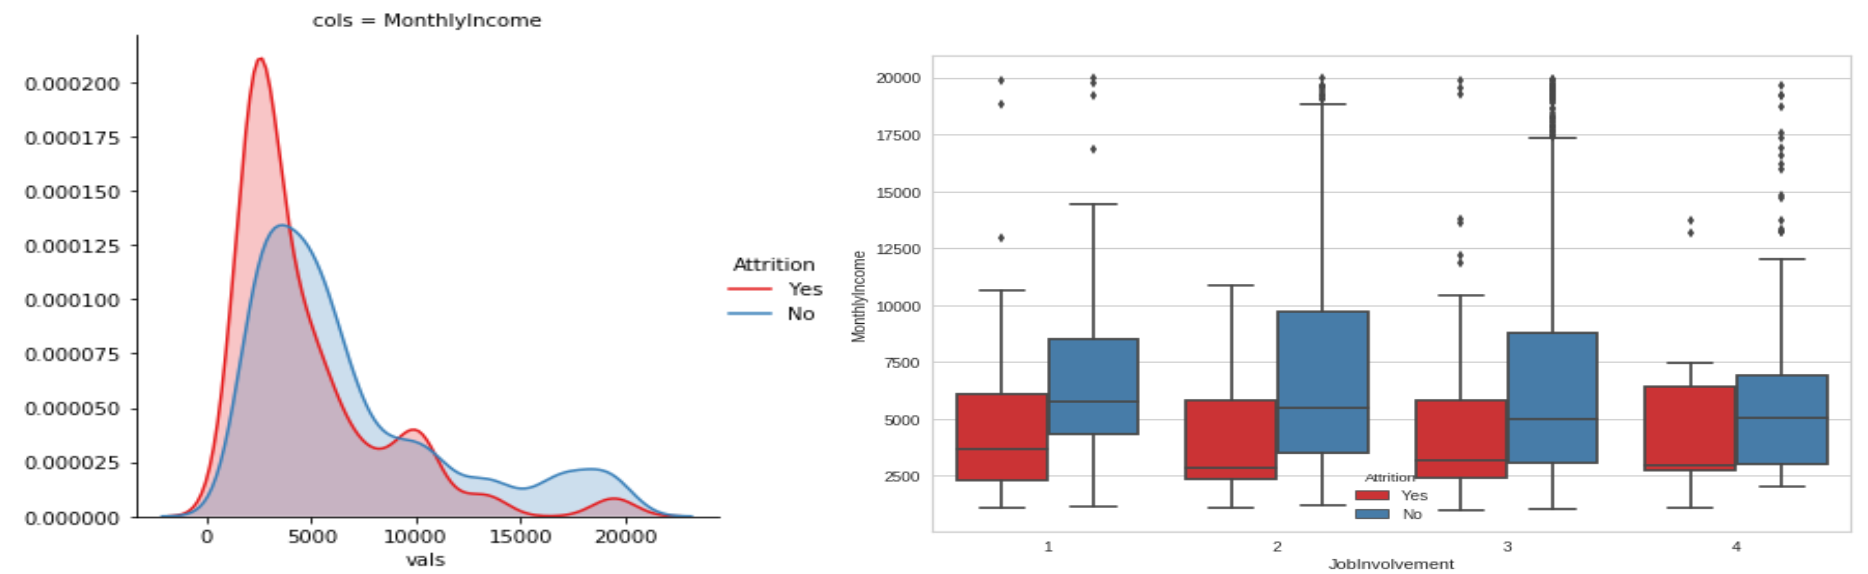 cols = MonthlyIncome
0.000200
0.000175
0.000150
0.000125
0.000100
0.000075
0.000050
0.000025
0.000000
0 5000 10000 15000 20000
vals
Attrition
Yes
No
20000
17500
15000
12500
10000
7500
5000
2500
MonthlyIncome
Attrition
Yes
No
1 2 3 4
JobInvolvement